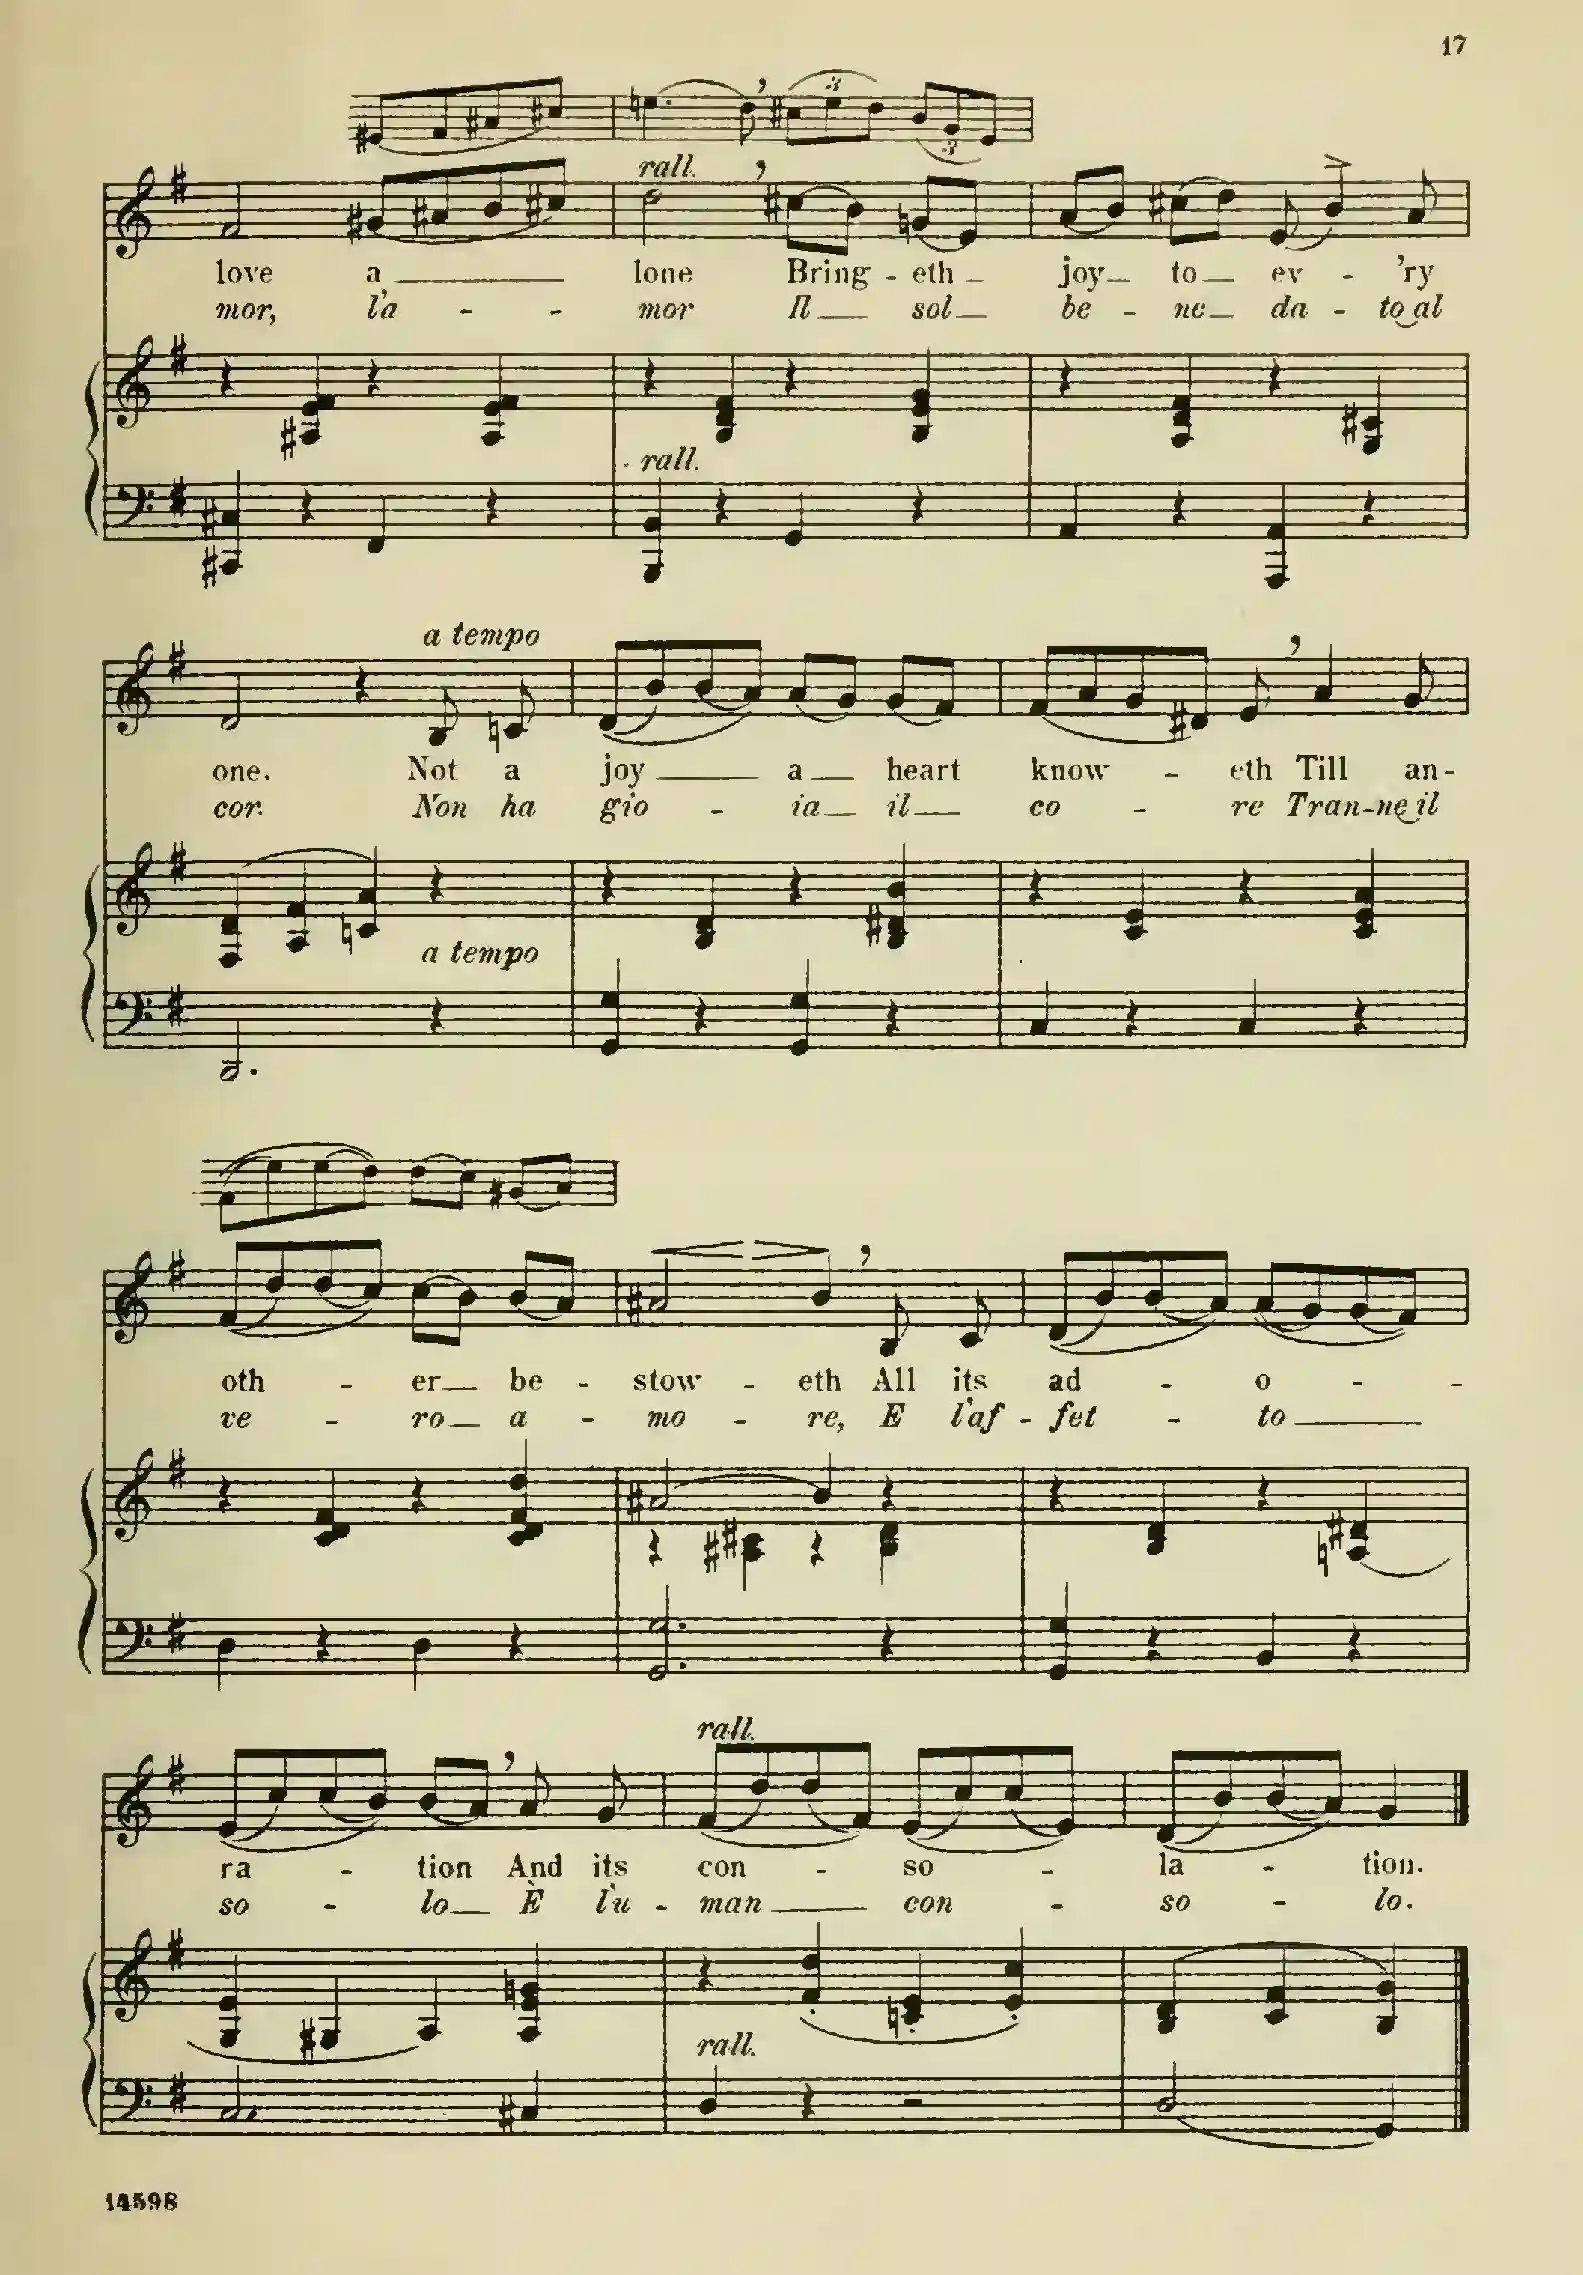 17
3
3
rall.
love a lone Bring - eth joy to ev - 'ry
mor, l'a - - mor Il sol be - ne da - to al
rall.
a tempo
one. Not a joy a heart know - eth Till an-
cor. Non ha gio - ia il co - re Tran-ne il
a tempo
oth - er be - stow - eth All its ad - o - -
ve - ro a - mo - re, E l'af - fet - to
rall.
ra - tion And its con - so - la - tion.
so - lo È l'u - man con - so - lo.
rall.
14598